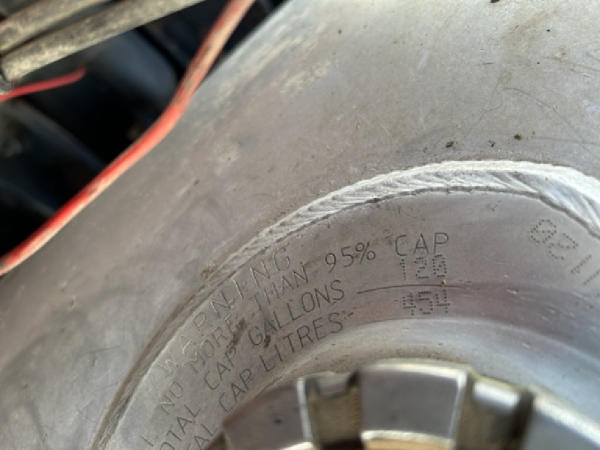 WARNING
NO MORE THAN 95% CAP
TOTAL CAP GALLONS 120
CAP LITRES 454